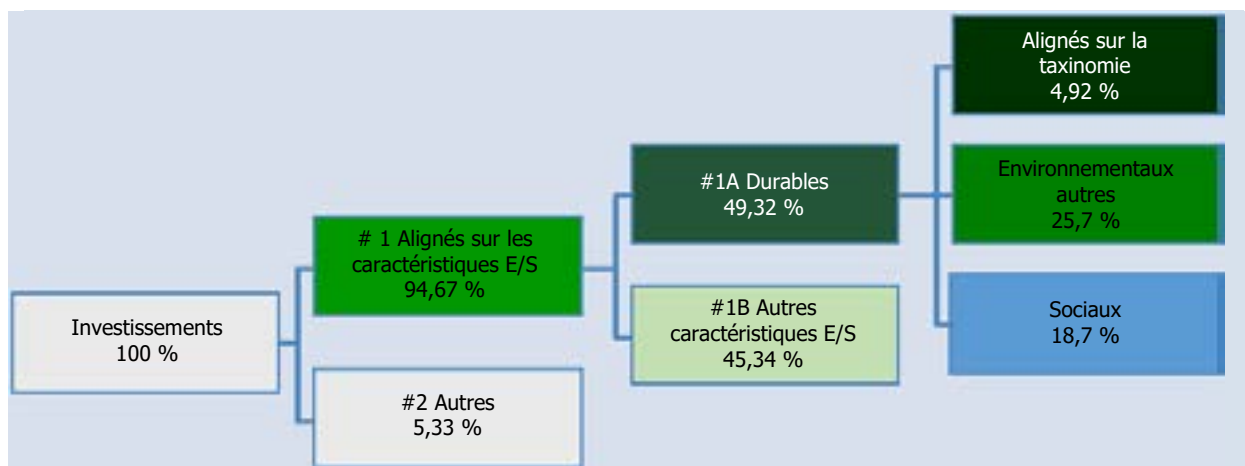 Investissements
100 %
# 1 Alignés sur les
caractéristiques E/S
94,67 %
#2 Autres
5,33 %
#1A Durables
49,32 %
#1B Autres
caractéristiques E/S
45,34 %
Alignés sur la
taxinomie
4,92 %
Environnementaux
autres
25,7 %
Sociaux
18,7 %